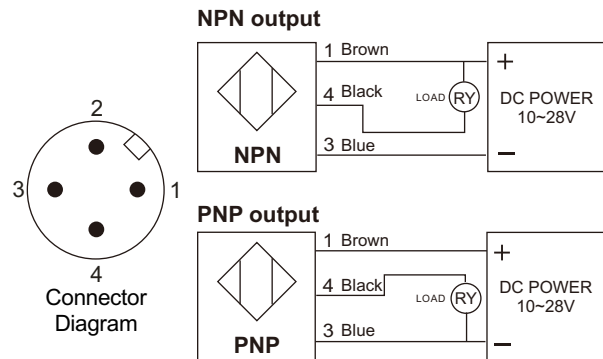 NPN output
1 Brown
4 Black
LOAD RY
3 Blue
NPN
+
DC POWER
10~28V
—
2
3
1
4
Connector
Diagram
PNP output
1 Brown
4 Black
LOAD RY
3 Blue
PNP
+
DC POWER
10~28V
—